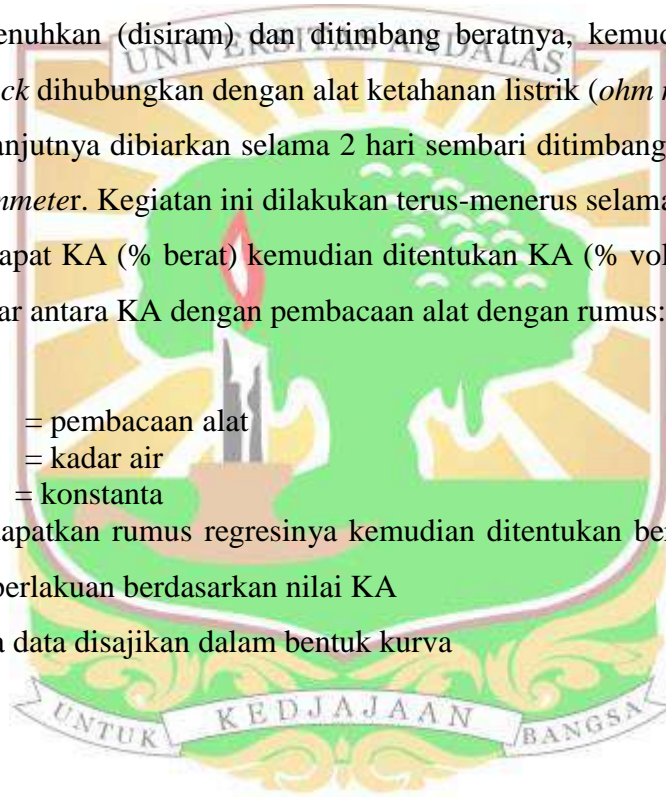 enuhkan (disiram) dan ditimbang beratnya, kemud
UNIVERSITAS ANDALAS
ck dihubungkan dengan alat ketahanan listrik (ohm
anjutnya dibiarkan selama 2 hari sembari ditimbang
nmeter. Kegiatan ini dilakukan terus-menerus selama
apat KA (% berat) kemudian ditentukan KA (% vol
ar antara KA dengan pembacaan alat dengan rumus:
= pembacaan alat
= kadar air
= konstanta
dapatkan rumus regresinya kemudian ditentukan be
perlakuan berdasarkan nilai KA
a data disajikan dalam bentuk kurva
UNTUK KEDJAJAAN BANGSA